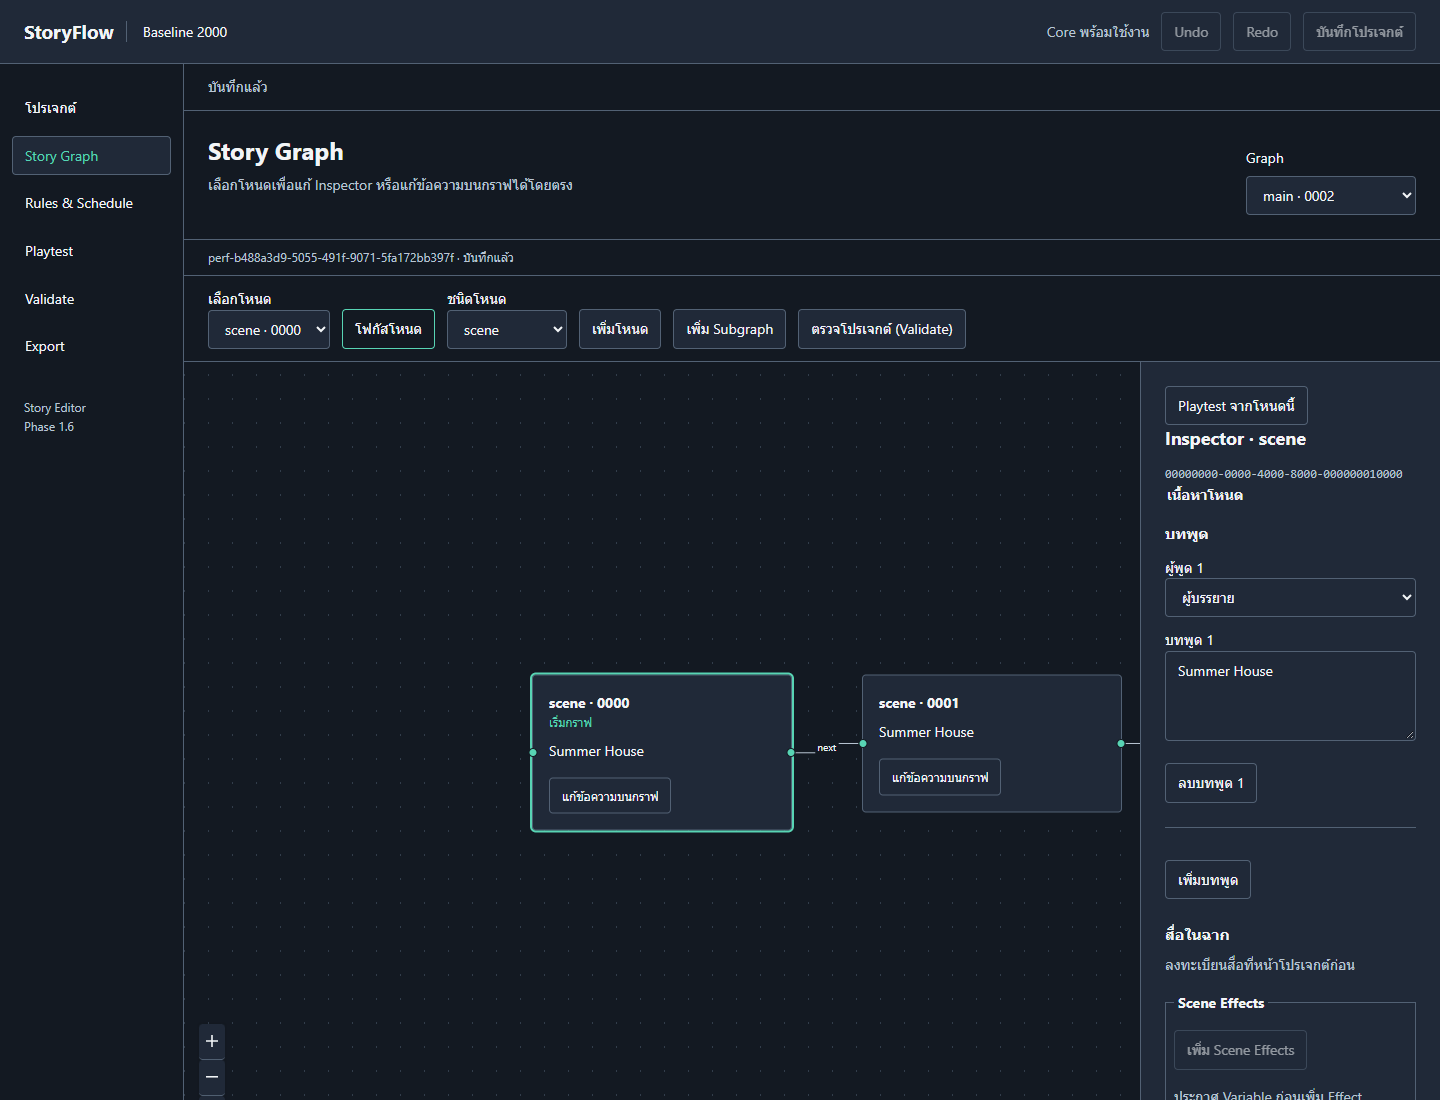 StoryFlow
Baseline 2000
Core พร้อมใช้งาน
Undo
Redo
บันทึกโปรเจกต์
โปรเจกต์
Story Graph
Rules & Schedule
Playtest
Validate
Export
Story Editor
Phase 1.6
บันทึกแล้ว
Story Graph
เลือกโหนดเพื่อแก้ Inspector หรือแก้ข้อความบนกราฟได้โดยตรง
Graph
main · 0002
perf-b488a3d9-5055-491f-9071-5fa172bb397f · บันทึกแล้ว
เลือกโหนด
scene · 0000
โฟกัสโหนด
ชนิดโหนด
scene
เพิ่มโหนด
เพิ่ม Subgraph
ตรวจโปรเจกต์ (Validate)
scene · 0000
เริ่มกราฟ
Summer House
แก้ข้อความบนกราฟ
next
scene · 0001
Summer House
แก้ข้อความบนกราฟ
+
−
Playtest จากโหนดนี้
Inspector · scene
00000000-0000-4000-8000-000000010000
เนื้อหาโหนด
บทพูด
ผู้พูด 1
ผู้บรรยาย
บทพูด 1
Summer House
ลบบทพูด 1
เพิ่มบทพูด
สื่อในฉาก
ลงทะเบียนสื่อที่หน้าโปรเจกต์ก่อน
Scene Effects
เพิ่ม Scene Effects
ประกาศ Variable ก่อนเพิ่ม Effect